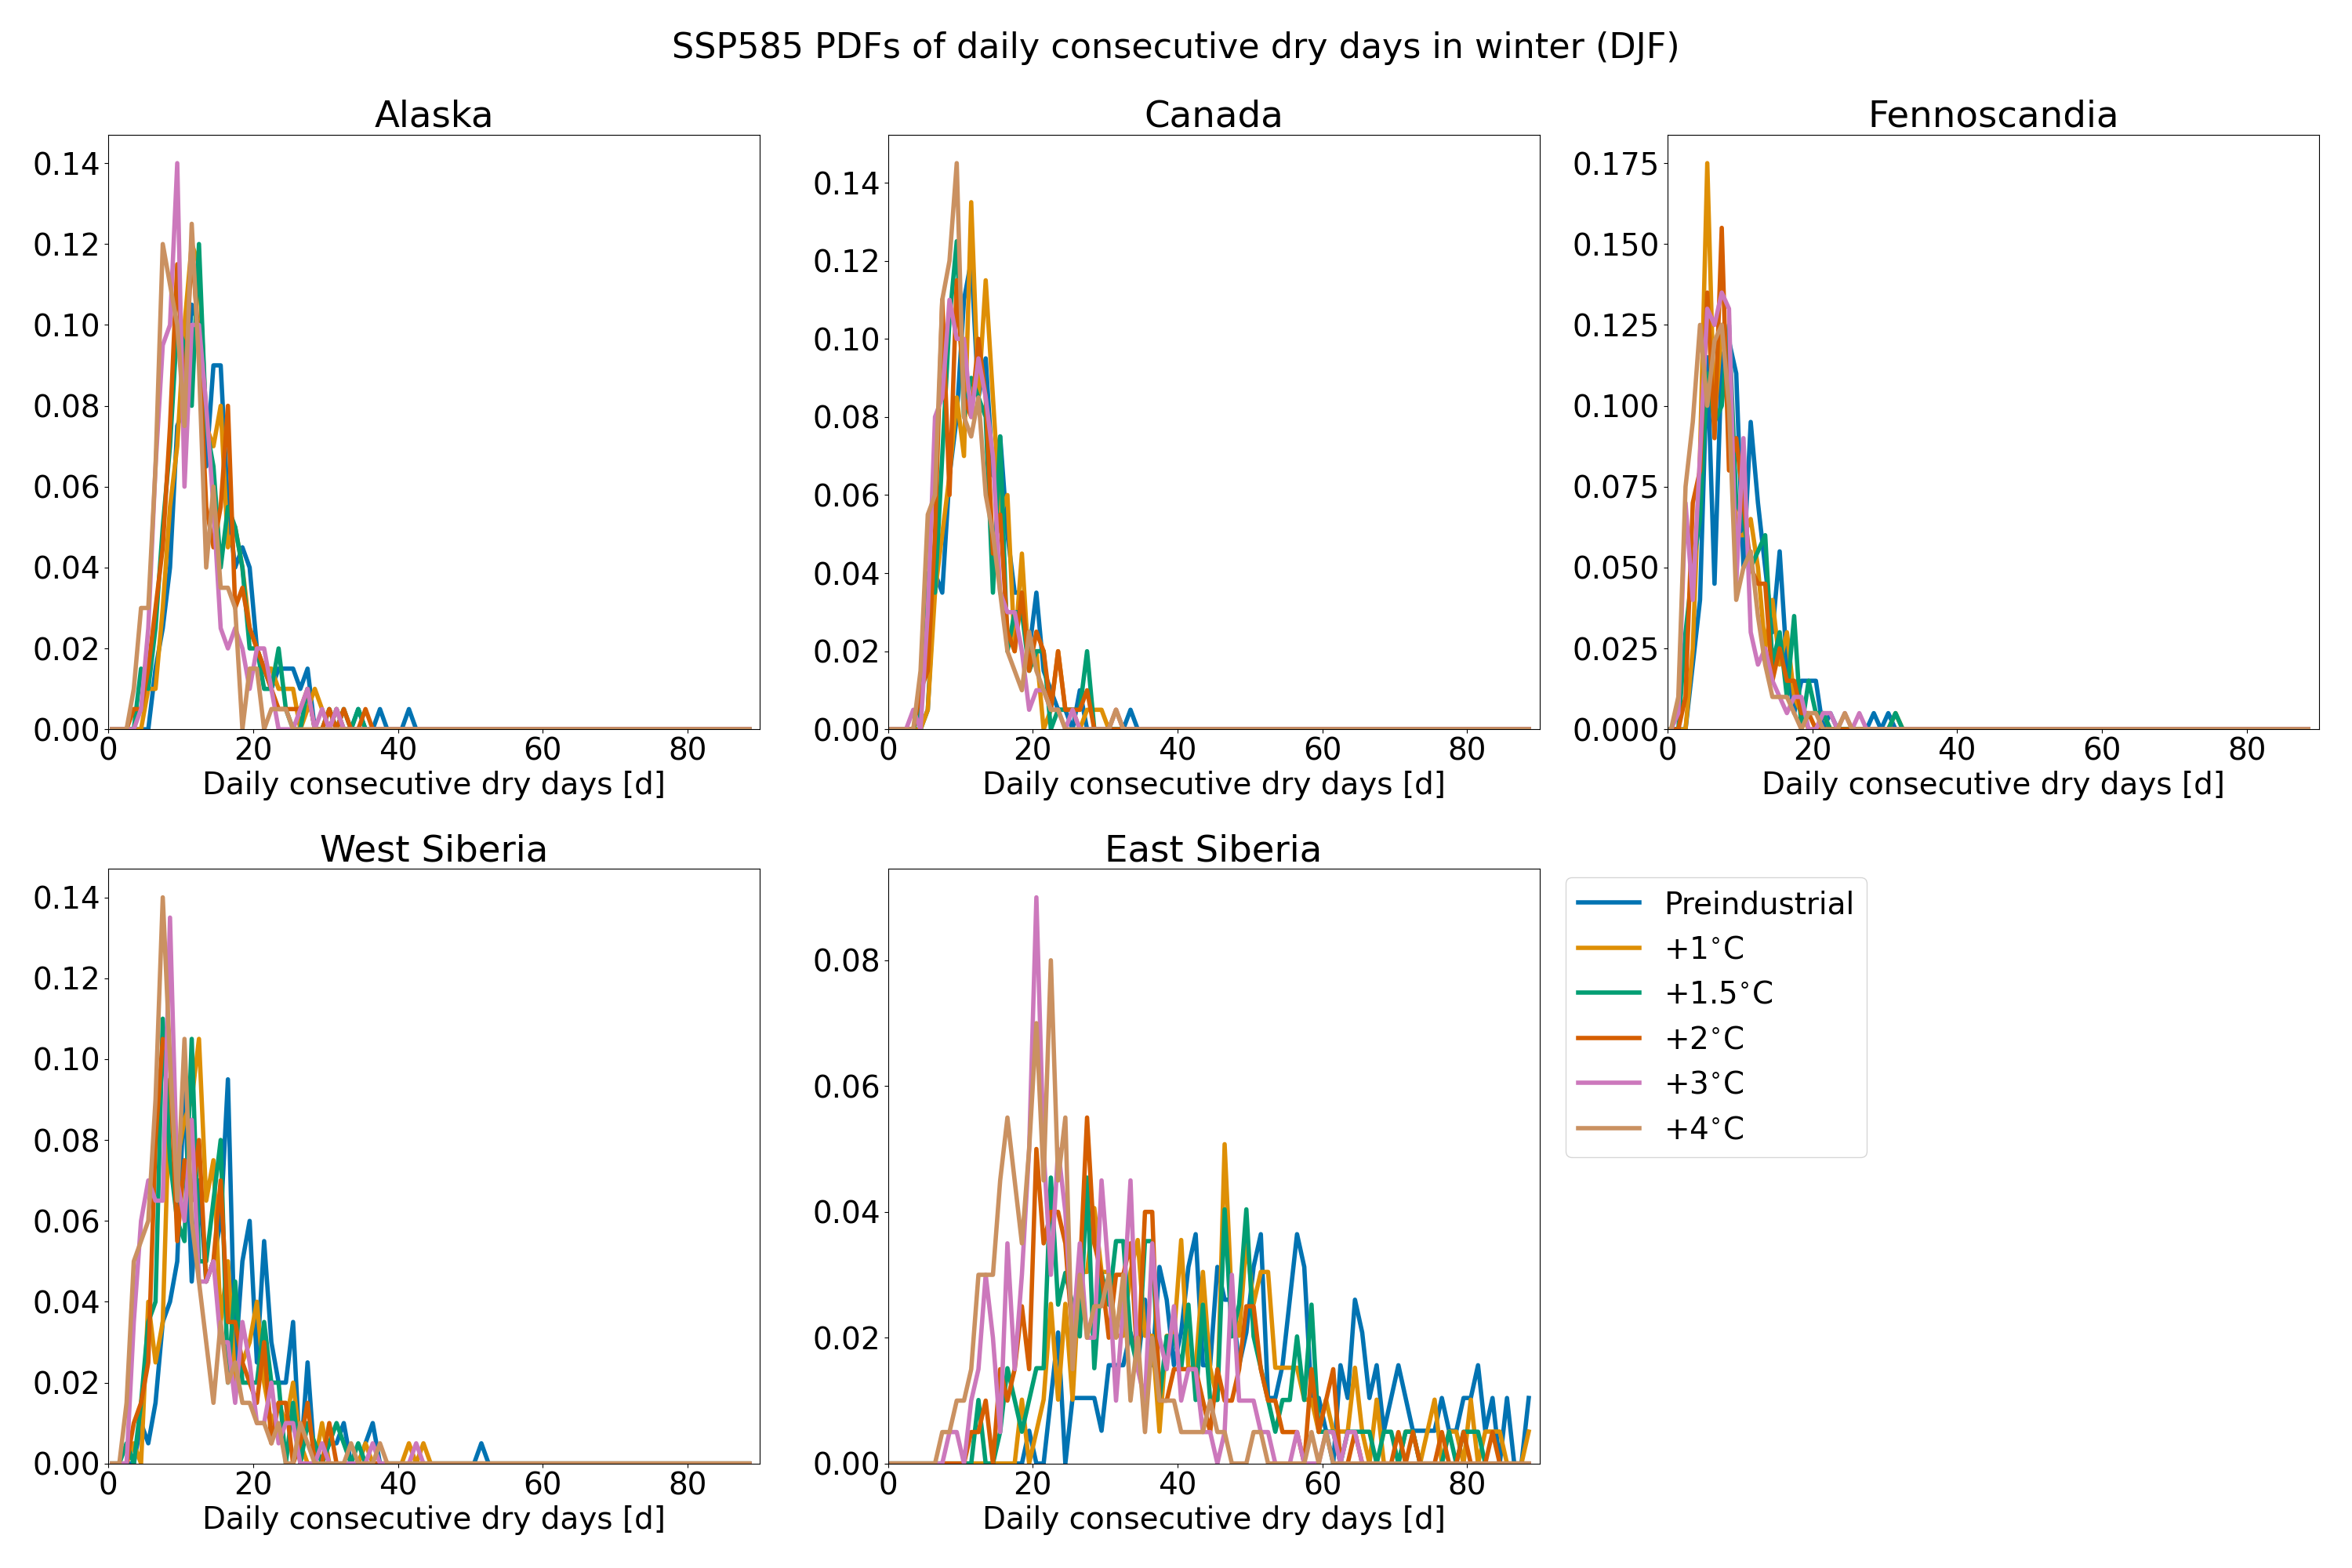 SSP585 PDFs of daily consecutive dry days in winter (DJF)
Alaska
0.14
0.12
0.10
0.08
0.06
0.04
0.02
0.00
0 20 40 60 80
Daily consecutive dry days [d]
Canada
0.14
0.12
0.10
0.08
0.06
0.04
0.02
0.00
0 20 40 60 80
Daily consecutive dry days [d]
Fennoscandia
0.175
0.150
0.125
0.100
0.075
0.050
0.025
0.000
0 20 40 60 80
Daily consecutive dry days [d]
West Siberia
0.14
0.12
0.10
0.08
0.06
0.04
0.02
0.00
0 20 40 60 80
Daily consecutive dry days [d]
East Siberia
0.08
0.06
0.04
0.02
0.00
0 20 40 60 80
Daily consecutive dry days [d]
Preindustrial
+1°C
+1.5°C
+2°C
+3°C
+4°C